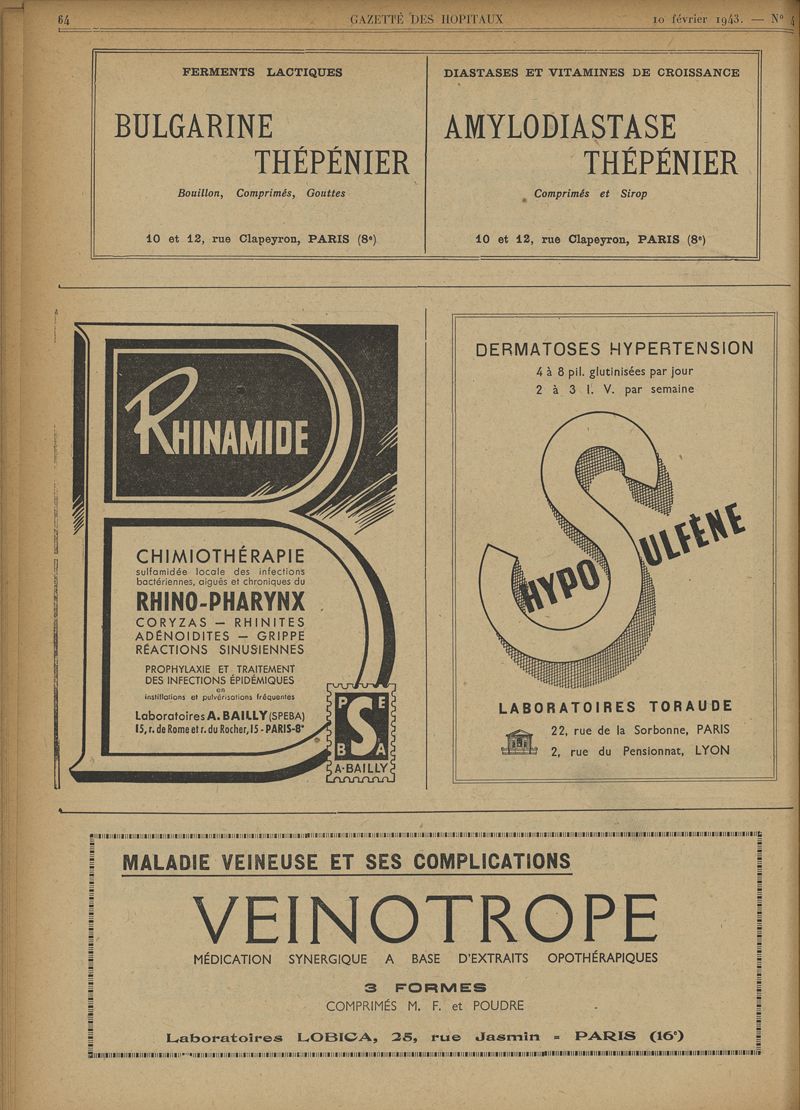 64
GAZETTE DES HOPITAUX
10 février 1943. — N° 4
FERMENTS LACTIQUES
BULGARINE
THÉPÉNIER
Bouillon, Comprimés, Gouttes
10 et 12, rue Clapeyron, PARIS (8e)
DIASTASES ET VITAMINES DE CROISSANCE
AMYLODIASTASE
THÉPÉNIER
Comprimés et Sirop
10 et 12, rue Clapeyron, PARIS (8e)
RHINAMIDE
CHIMIOTHÉRAPIE
sulfamidée locale des infections
bactériennes, aiguës et chroniques du
RHINO-PHARYNX
CORYZAS — RHINITES
ADÉNOIDITES — GRIPPE
RÉACTIONS SINUSIENNES
PROPHYLAXIE ET TRAITEMENT
DES INFECTIONS ÉPIDÉMIQUES
en
instillations et pulvérisations fréquentes
Laboratoires A. BAILLY (SPEBA)
15, r. de Rome et r. du Rocher, 15 - PARIS-8e
P E
S
B A
A·BAILLY
DERMATOSES HYPERTENSION
4 à 8 pil. glutinisées par jour
2 à 3 I. V. par semaine
HYPOSULFÈNE
LABORATOIRES TORAUDE
22, rue de la Sorbonne, PARIS
2, rue du Pensionnat, LYON
MALADIE VEINEUSE ET SES COMPLICATIONS
VEINOTROPE
MÉDICATION SYNERGIQUE A BASE D'EXTRAITS OPOTHÉRAPIQUES
3 FORMES
COMPRIMÉS M. F. et POUDRE
Laboratoires LOBICA, 25, rue Jasmin - PARIS (16e)